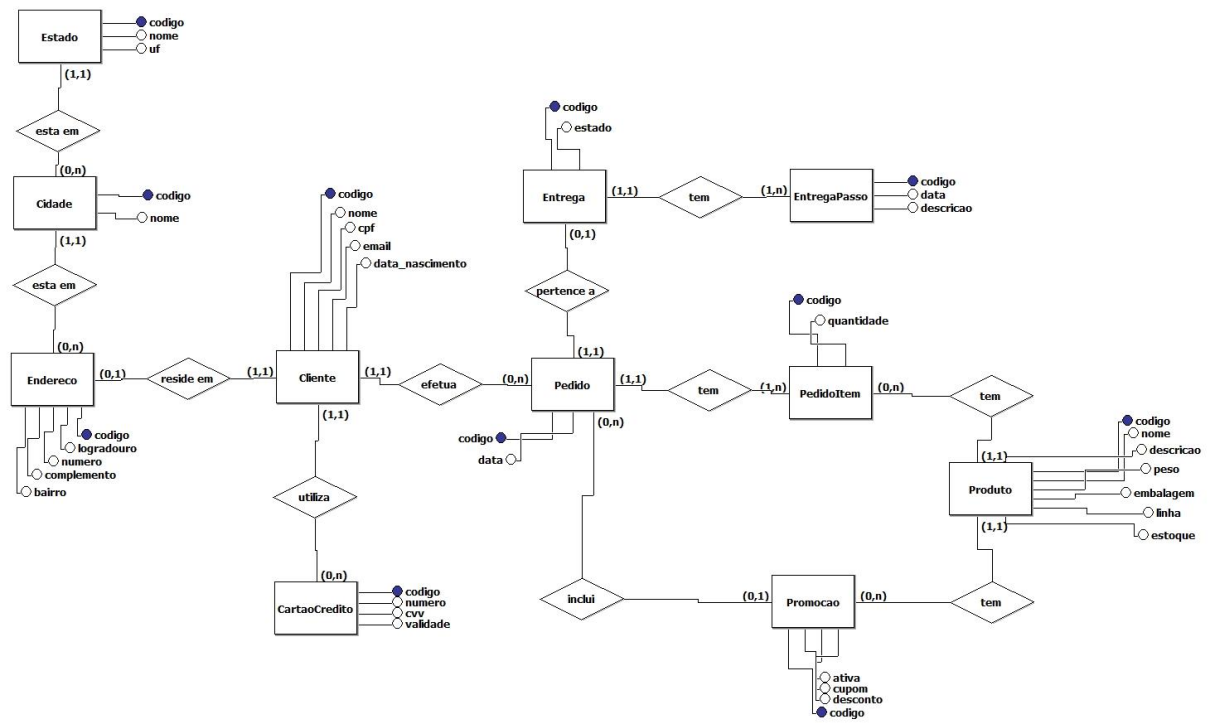 Estado
codigo
nome
uf
(1,1)
esta em
(0,n)
Cidade
codigo
nome
(1,1)
esta em
(0,n)
Endereco
(0,1)
codigo
logradouro
numero
complemento
bairro
reside em
(1,1)
Cliente
codigo
nome
cpf
email
data_nascimento
(1,1)
(1,1)
utiliza
(0,n)
CartaoCredito
codigo
numero
cvv
validade
efetua
(0,n)
Pedido
codigo
data
(1,1)
(1,1)
(0,n)
pertence a
(0,1)
Entrega
codigo
estado
(1,1)
tem
(1,n)
EntregaPasso
codigo
data
descricao
tem
(1,n)
PedidoItem
codigo
quantidade
(0,n)
tem
(1,1)
Produto
codigo
nome
descricao
peso
embalagem
linha
estoque
(1,1)
tem
(0,n)
Promocao
(0,1)
inclui
ativa
cupom
desconto
codigo